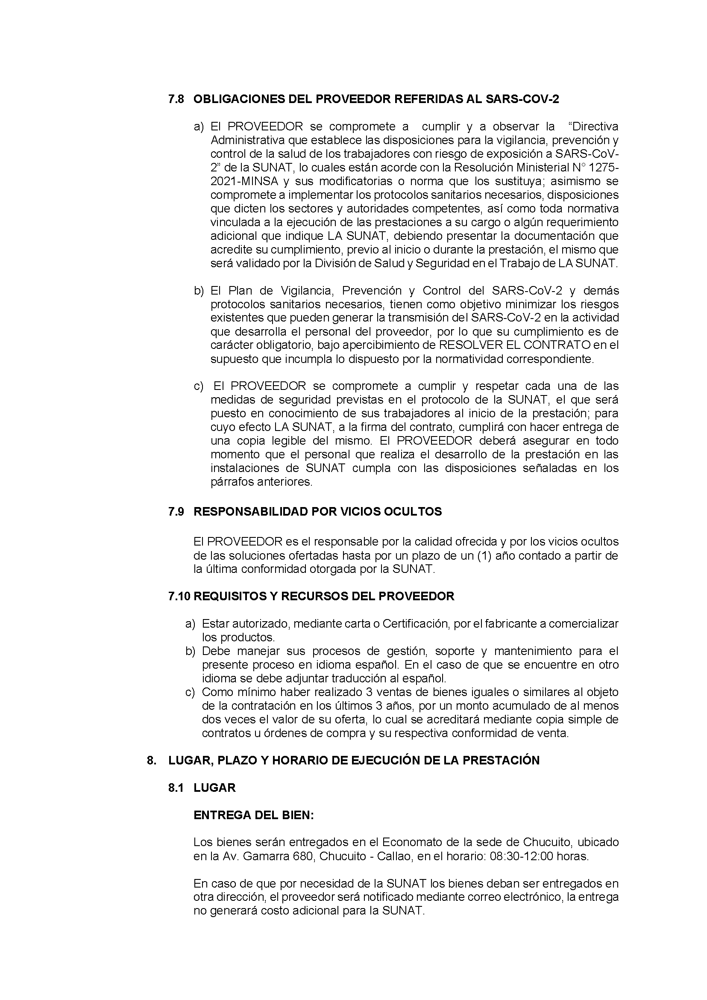 7.8 OBLIGACIONES DEL PROVEEDOR REFERIDAS AL SARS-COV-2
a) El PROVEEDOR se compromete a cumplir y a observar la “Directiva
Administrativa que establece las disposiciones para la vigilancia, prevención y
control de la salud de los trabajadores con riesgo de exposición a SARS-CoV-
2” de la SUNAT, lo cuales están acorde con la Resolución Ministerial N° 1275-
2021-MINSA y sus modificatorias o norma que los sustituya; asimismo se
compromete a implementar los protocolos sanitarios necesarios, disposiciones
que dicten los sectores y autoridades competentes, así como toda normativa
vinculada a la ejecución de las prestaciones a su cargo o algún requerimiento
adicional que indique LA SUNAT, debiendo presentar la documentación que
acredite su cumplimiento, previo al inicio o durante la prestación, el mismo que
será validado por la División de Salud y Seguridad en el Trabajo de LA SUNAT.
b) El Plan de Vigilancia, Prevención y Control del SARS-CoV-2 y demás
protocolos sanitarios necesarios, tienen como objetivo minimizar los riesgos
existentes que pueden generar la transmisión del SARS-CoV-2 en la actividad
que desarrolla el personal del proveedor, por lo que su cumplimiento es de
carácter obligatorio, bajo apercibimiento de RESOLVER EL CONTRATO en el
supuesto que incumpla lo dispuesto por la normatividad correspondiente.
c) El PROVEEDOR se compromete a cumplir y respetar cada una de las
medidas de seguridad previstas en el protocolo de la SUNAT, el que será
puesto en conocimiento de sus trabajadores al inicio de la prestación; para
cuyo efecto LA SUNAT, a la firma del contrato, cumplirá con hacer entrega de
una copia legible del mismo. El PROVEEDOR deberá asegurar en todo
momento que el personal que realiza el desarrollo de la prestación en las
instalaciones de SUNAT cumpla con las disposiciones señaladas en los
párrafos anteriores.
7.9 RESPONSABILIDAD POR VICIOS OCULTOS
El PROVEEDOR es el responsable por la calidad ofrecida y por los vicios ocultos
de las soluciones ofertadas hasta por un plazo de un (1) año contado a partir de
la última conformidad otorgada por la SUNAT.
7.10 REQUISITOS Y RECURSOS DEL PROVEEDOR
a) Estar autorizado, mediante carta o Certificación, por el fabricante a comercializar
los productos.
b) Debe manejar sus procesos de gestión, soporte y mantenimiento para el
presente proceso en idioma español. En el caso de que se encuentre en otro
idioma se debe adjuntar traducción al español.
c) Como mínimo haber realizado 3 ventas de bienes iguales o similares al objeto
de la contratación en los últimos 3 años, por un monto acumulado de al menos
dos veces el valor de su oferta, lo cual se acreditará mediante copia simple de
contratos u órdenes de compra y su respectiva conformidad de venta.
8. LUGAR, PLAZO Y HORARIO DE EJECUCIÓN DE LA PRESTACIÓN
8.1 LUGAR
ENTREGA DEL BIEN:
Los bienes serán entregados en el Economato de la sede de Chucuito, ubicado
en la Av. Gamarra 680, Chucuito - Callao, en el horario: 08:30-12:00 horas.
En caso de que por necesidad de la SUNAT los bienes deban ser entregados en
otra dirección, el proveedor será notificado mediante correo electrónico, la entrega
no generará costo adicional para la SUNAT.